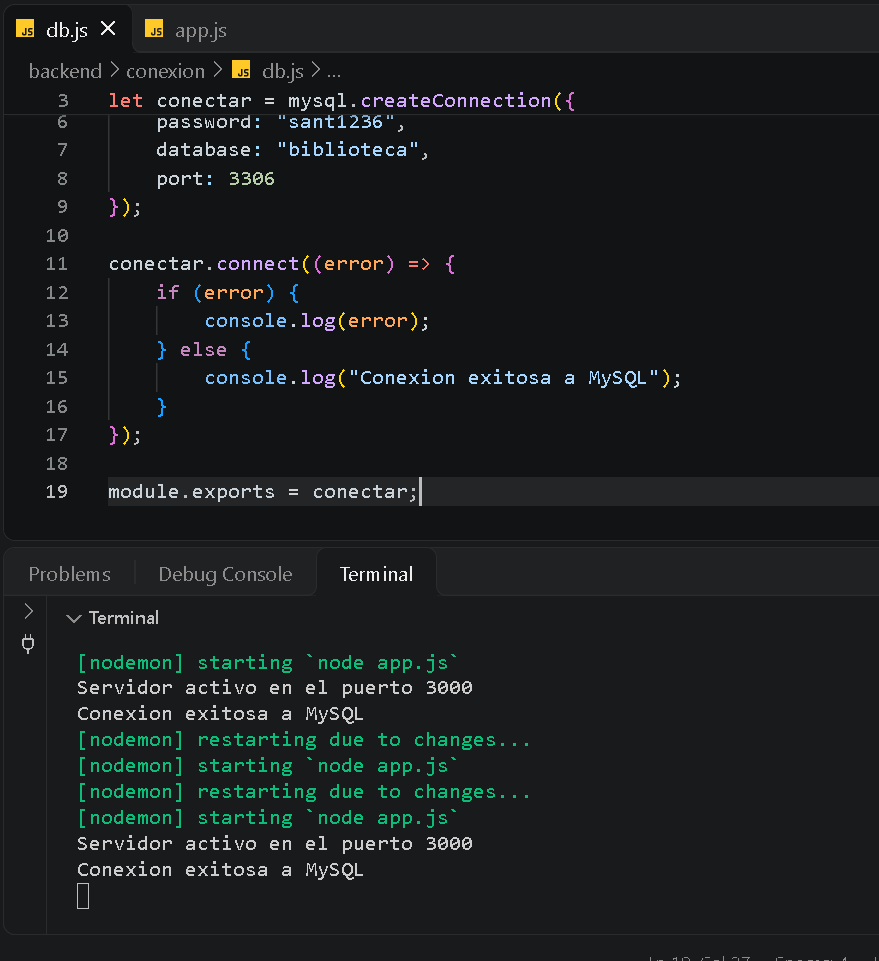 db.js
app.js
backend > conexion > db.js > ...
3 let conectar = mysql.createConnection({
6 password: "sant1236",
7 database: "biblioteca",
8 port: 3306
9 });
10
11 conectar.connect((error) => {
12 if (error) {
13 console.log(error);
14 } else {
15 console.log("Conexion exitosa a MySQL");
16 }
17 });
18
19 module.exports = conectar;
Problems
Debug Console
Terminal
Terminal
[nodemon] starting `node app.js`
Servidor activo en el puerto 3000
Conexion exitosa a MySQL
[nodemon] restarting due to changes...
[nodemon] starting `node app.js`
[nodemon] restarting due to changes...
[nodemon] starting `node app.js`
Servidor activo en el puerto 3000
Conexion exitosa a MySQL